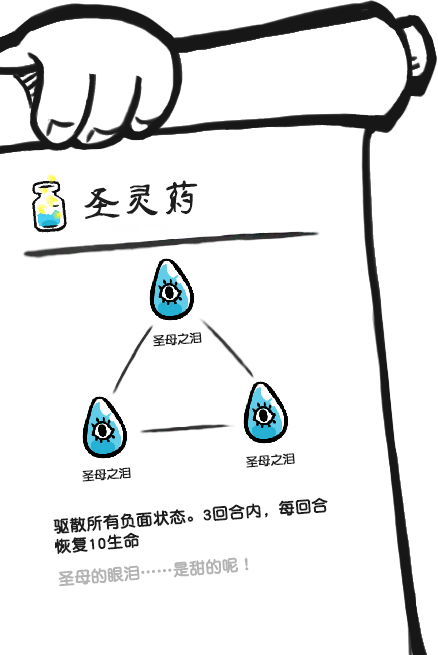 圣灵药
圣母之泪
圣母之泪
圣母之泪
驱散所有负面状态。3回合内，每回合
恢复10生命
圣母的眼泪……是甜的呢！